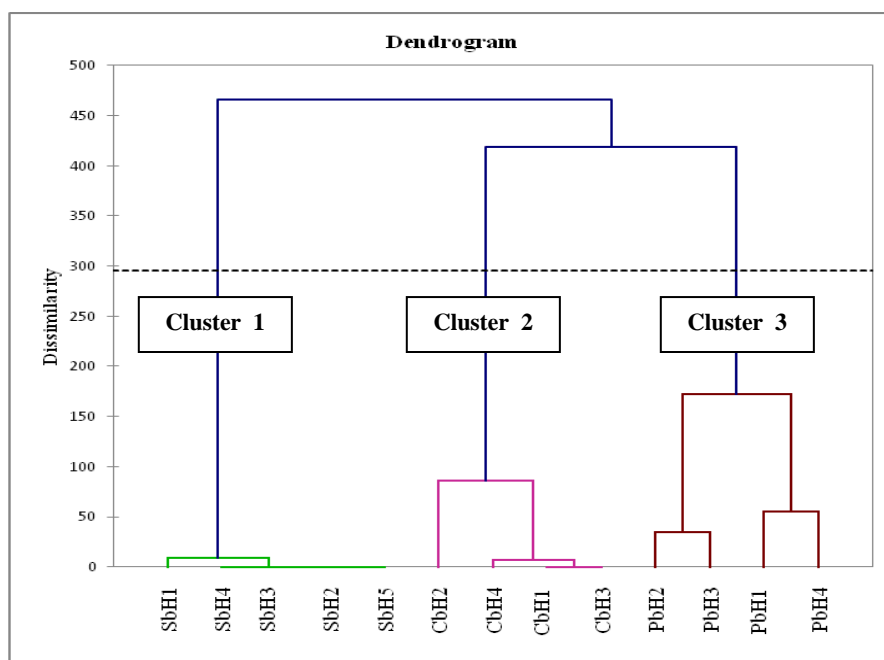 Dendrogram
500
450
400
350
300
250
200
150
100
50
0
Dissimilarity
Cluster 1
Cluster 2
Cluster 3
SbH1
SbH4
SbH3
SbH2
SbH5
CbH2
CbH4
CbH1
CbH3
PbH2
PbH3
PbH1
PbH4